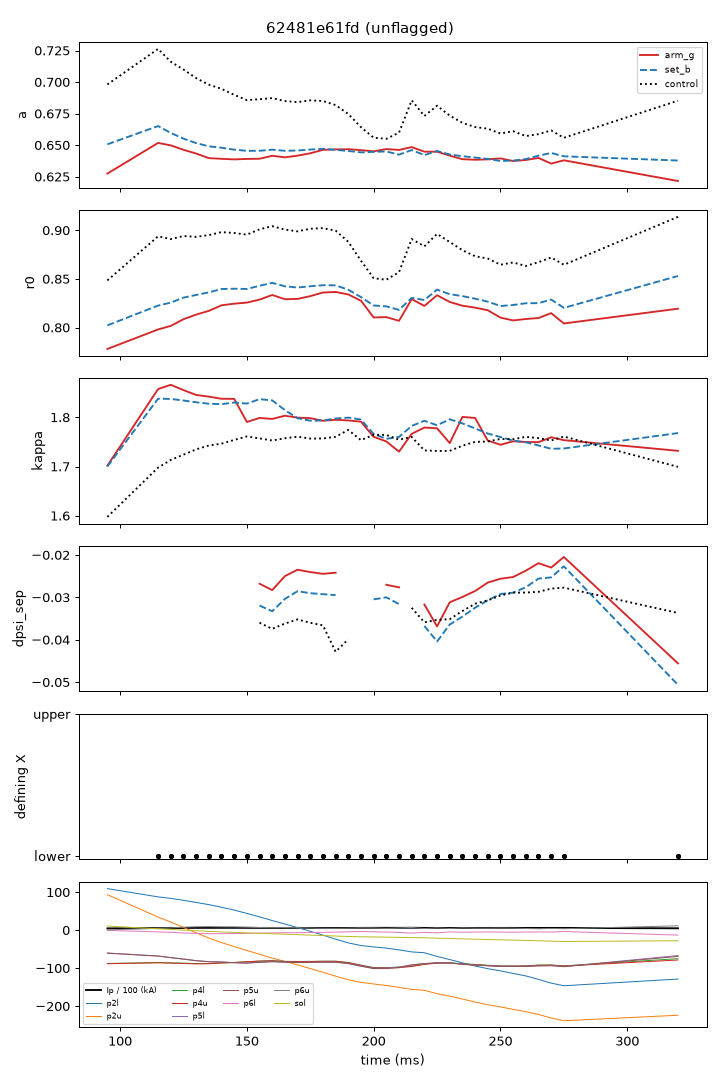 62481e61fd (unflagged)
0.725
0.700
0.675
0.650
0.625
a
arm_g
set_b
control
0.90
0.85
0.80
r0
1.8
1.7
1.6
kappa
−0.02
−0.03
−0.04
−0.05
dpsi_sep
upper
lower
defining X
100
0
−100
−200
Ip / 100 (kA) p4l p5u p6u
p2l p4u p6l sol
p2u p5l
100 150 200 250 300
time (ms)